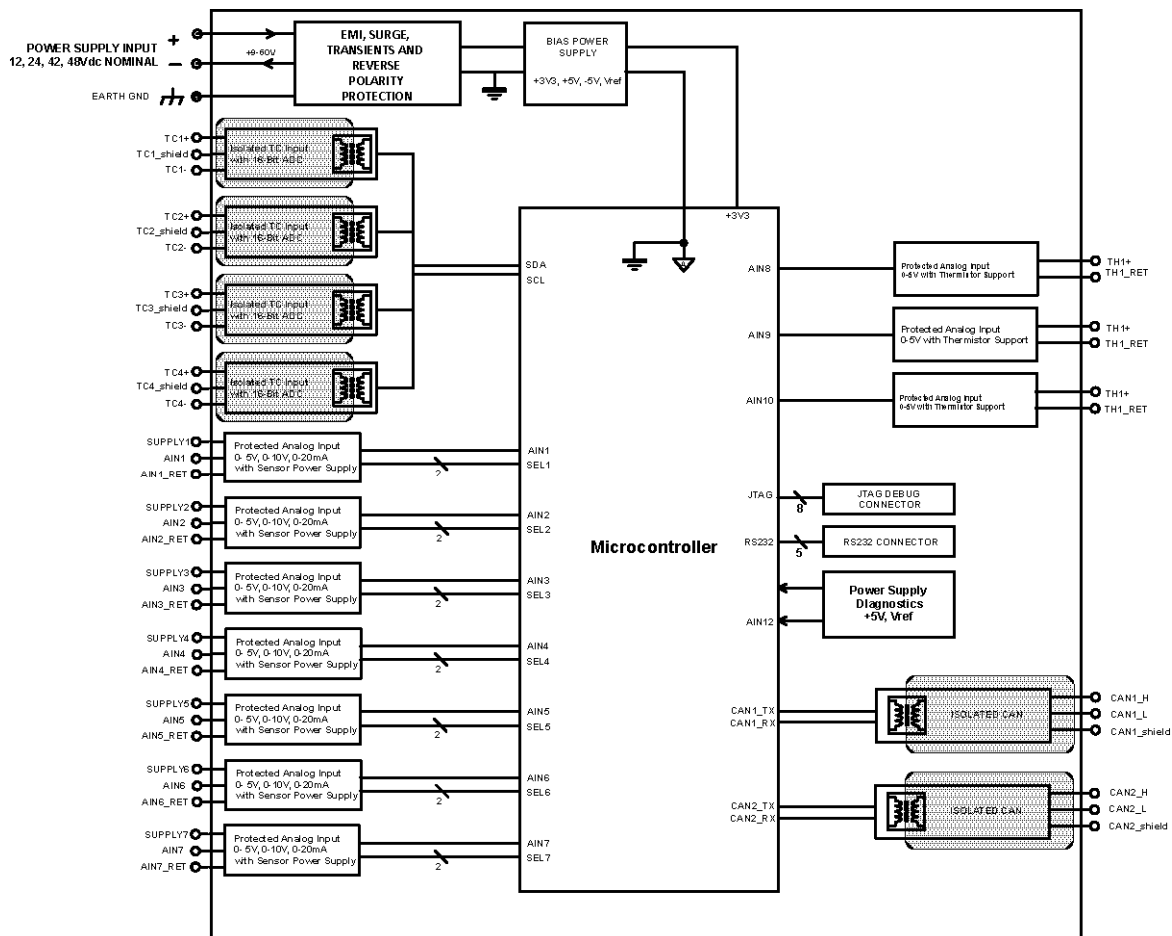 POWER SUPPLY INPUT
12, 24, 42, 48Vdc NOMINAL
+
−
+9-60V
EARTH GND
EMI, SURGE,
TRANSIENTS AND
REVERSE
POLARITY
PROTECTION
BIAS POWER
SUPPLY
+3V3, +5V, -5V, Vref
TC1+
TC1_shield
TC1-
Isolated TC Input
with 16-Bit ADC
TC2+
TC2_shield
TC2-
Isolated TC Input
with 16-Bit ADC
TC3+
TC3_shield
TC3-
Isolated TC Input
with 16-Bit ADC
TC4+
TC4_shield
TC4-
Isolated TC Input
with 16-Bit ADC
SUPPLY1
AIN1
AIN1_RET
Protected Analog Input
0- 5V, 0-10V, 0-20mA
with Sensor Power Supply
2
SUPPLY2
AIN2
AIN2_RET
Protected Analog Input
0- 5V, 0-10V, 0-20mA
with Sensor Power Supply
2
SUPPLY3
AIN3
AIN3_RET
Protected Analog Input
0- 5V, 0-10V, 0-20mA
with Sensor Power Supply
2
SUPPLY4
AIN4
AIN4_RET
Protected Analog Input
0- 5V, 0-10V, 0-20mA
with Sensor Power Supply
2
SUPPLY5
AIN5
AIN5_RET
Protected Analog Input
0- 5V, 0-10V, 0-20mA
with Sensor Power Supply
2
SUPPLY6
AIN6
AIN6_RET
Protected Analog Input
0- 5V, 0-10V, 0-20mA
with Sensor Power Supply
2
SUPPLY7
AIN7
AIN7_RET
Protected Analog Input
0- 5V, 0-10V, 0-20mA
with Sensor Power Supply
2
+3V3
A
SDA
SCL
AIN1
SEL1
AIN2
SEL2
AIN3
SEL3
AIN4
SEL4
AIN5
SEL5
AIN6
SEL6
AIN7
SEL7
Microcontroller
AIN8
AIN9
AIN10
JTAG
RS232
AIN12
CAN1_TX
CAN1_RX
CAN2_TX
CAN2_RX
Protected Analog Input
0-5V with Thermistor Support
TH1+
TH1_RET
Protected Analog Input
0-5V with Thermistor Support
TH1+
TH1_RET
Protected Analog Input
0-5V with Thermistor Support
TH1+
TH1_RET
8
JTAG DEBUG
CONNECTOR
5
RS232 CONNECTOR
Power Supply
Diagnostics
+5V, Vref
ISOLATED CAN
CAN1_H
CAN1_L
CAN1_shield
ISOLATED CAN
CAN2_H
CAN2_L
CAN2_shield